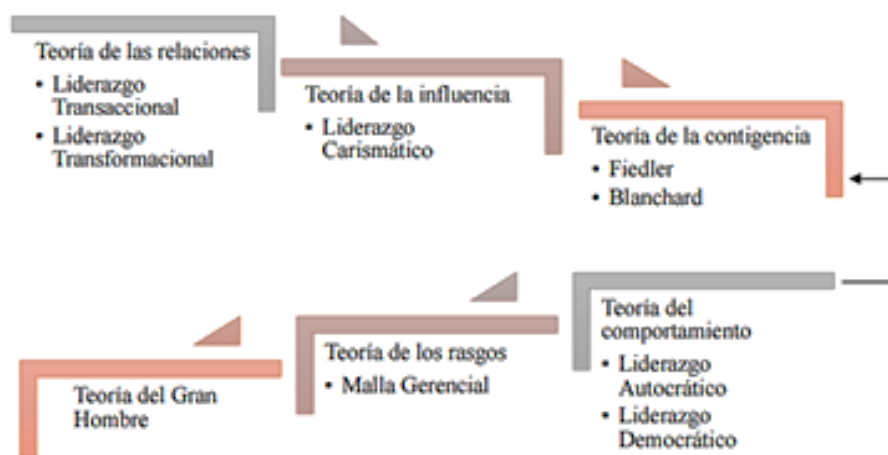 Teoría de las relaciones
• Liderazgo
Transaccional
• Liderazgo
Transformacional
Teoría de la influencia
• Liderazgo
Carismático
Teoría de la contigencia
• Fiedler
• Blanchard
Teoría del Gran
Hombre
Teoría de los rasgos
• Malla Gerencial
Teoría del
comportamiento
• Liderazgo
Autocrático
• Liderazgo
Democrático